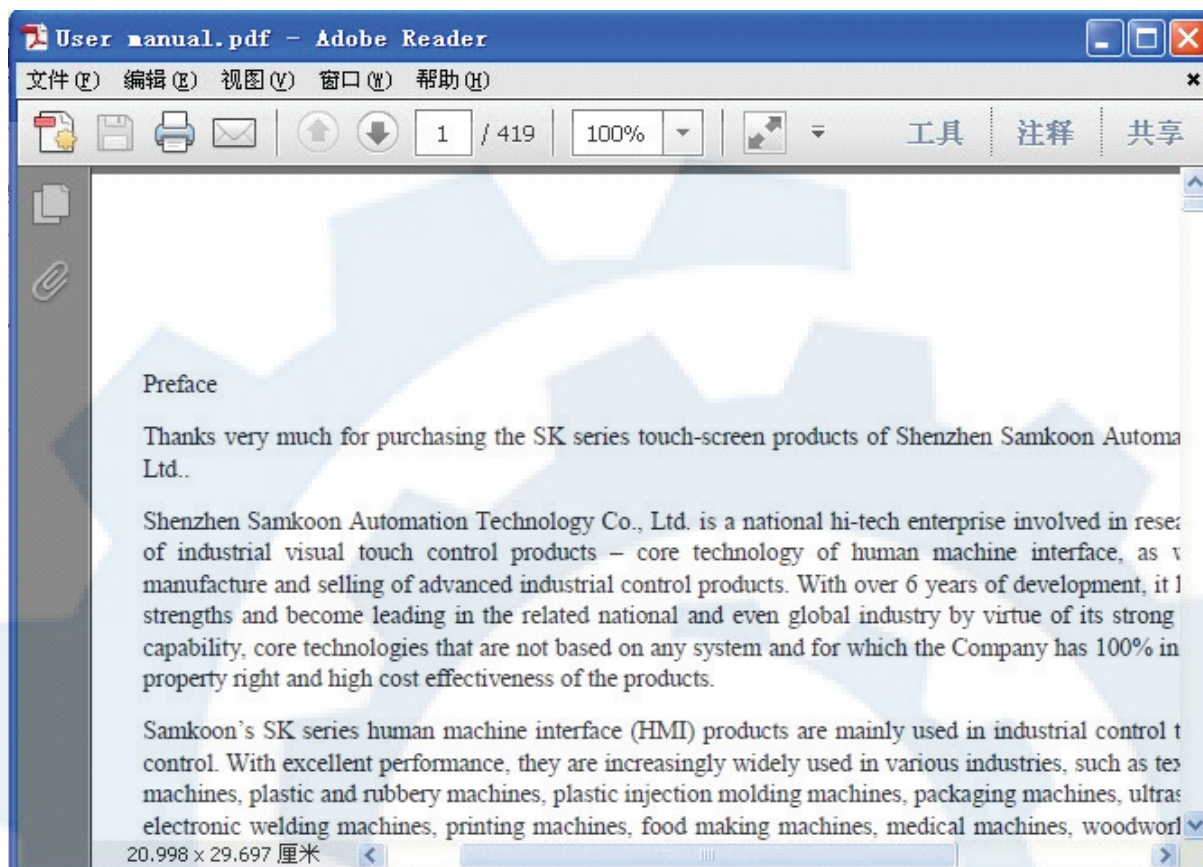 User manual.pdf - Adobe Reader
文件(F) 编辑(E) 视图(V) 窗口(W) 帮助(H)
1 / 419 100% 工具 注释 共享
Preface
Thanks very much for purchasing the SK series touch-screen products of Shenzhen Samkoon Automa
Ltd..
Shenzhen Samkoon Automation Technology Co., Ltd. is a national hi-tech enterprise involved in resea
of industrial visual touch control products – core technology of human machine interface, as w
manufacture and selling of advanced industrial control products. With over 6 years of development, it
strengths and become leading in the related national and even global industry by virtue of its strong
capability, core technologies that are not based on any system and for which the Company has 100% in
property right and high cost effectiveness of the products.
Samkoon’s SK series human machine interface (HMI) products are mainly used in industrial control t
control. With excellent performance, they are increasingly widely used in various industries, such as tex
machines, plastic and rubbery machines, plastic injection molding machines, packaging machines, ultras
electronic welding machines, printing machines, food making machines, medical machines, woodworl
20.998 x 29.697 厘米